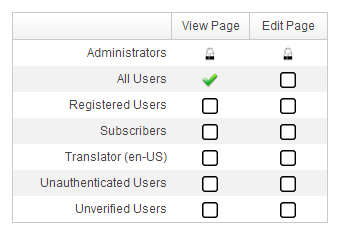 View Page Edit Page
Administrators
All Users
Registered Users
Subscribers
Translator (en-US)
Unauthenticated Users
Unverified Users